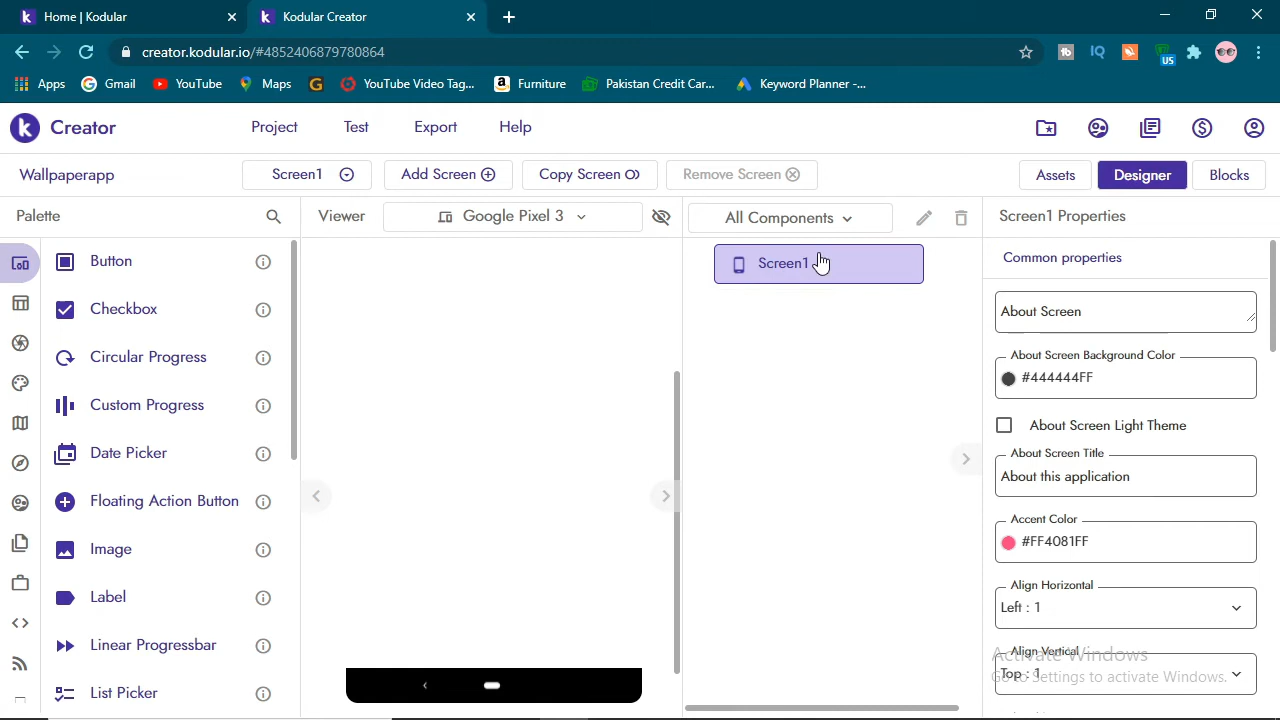 Home | Kodular
Kodular Creator
creator.kodular.io/#4852406879780864
US
Apps
Gmail
YouTube
Maps
YouTube Video Tag...
Furniture
Pakistan Credit Car...
Keyword Planner -...
Creator
Project
Test
Export
Help
Wallpaperapp
Screen1
Add Screen
Copy Screen
Remove Screen
Assets
Designer
Blocks
Palette
Viewer
Google Pixel 3
All Components
Screen1 Properties
Button
Checkbox
Circular Progress
Custom Progress
Date Picker
Floating Action Button
Image
Label
Linear Progressbar
List Picker
Screen1
Common properties
About Screen
About Screen Background Color
#444444FF
About Screen Light Theme
About Screen Title
About this application
Accent Color
#FF4081FF
Align Horizontal
Left : 1
Align Vertical
Top : 1
Activate Windows
Go to Settings to activate Windows.